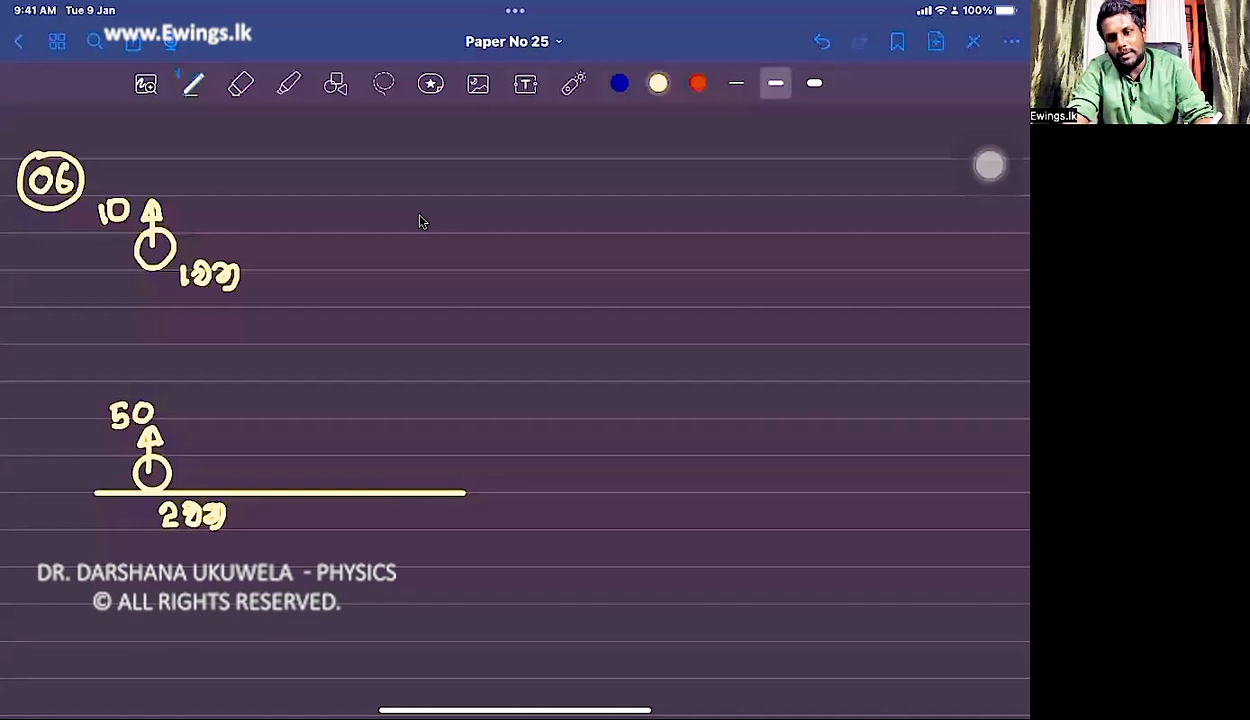 9:41 AM Tue 9 Jan
100%
www.Ewings.lk
Paper No 25
T
Ewings.lk
06
10
1වන
50
2වන
DR. DARSHANA UKUWELA - PHYSICS
© ALL RIGHTS RESERVED.